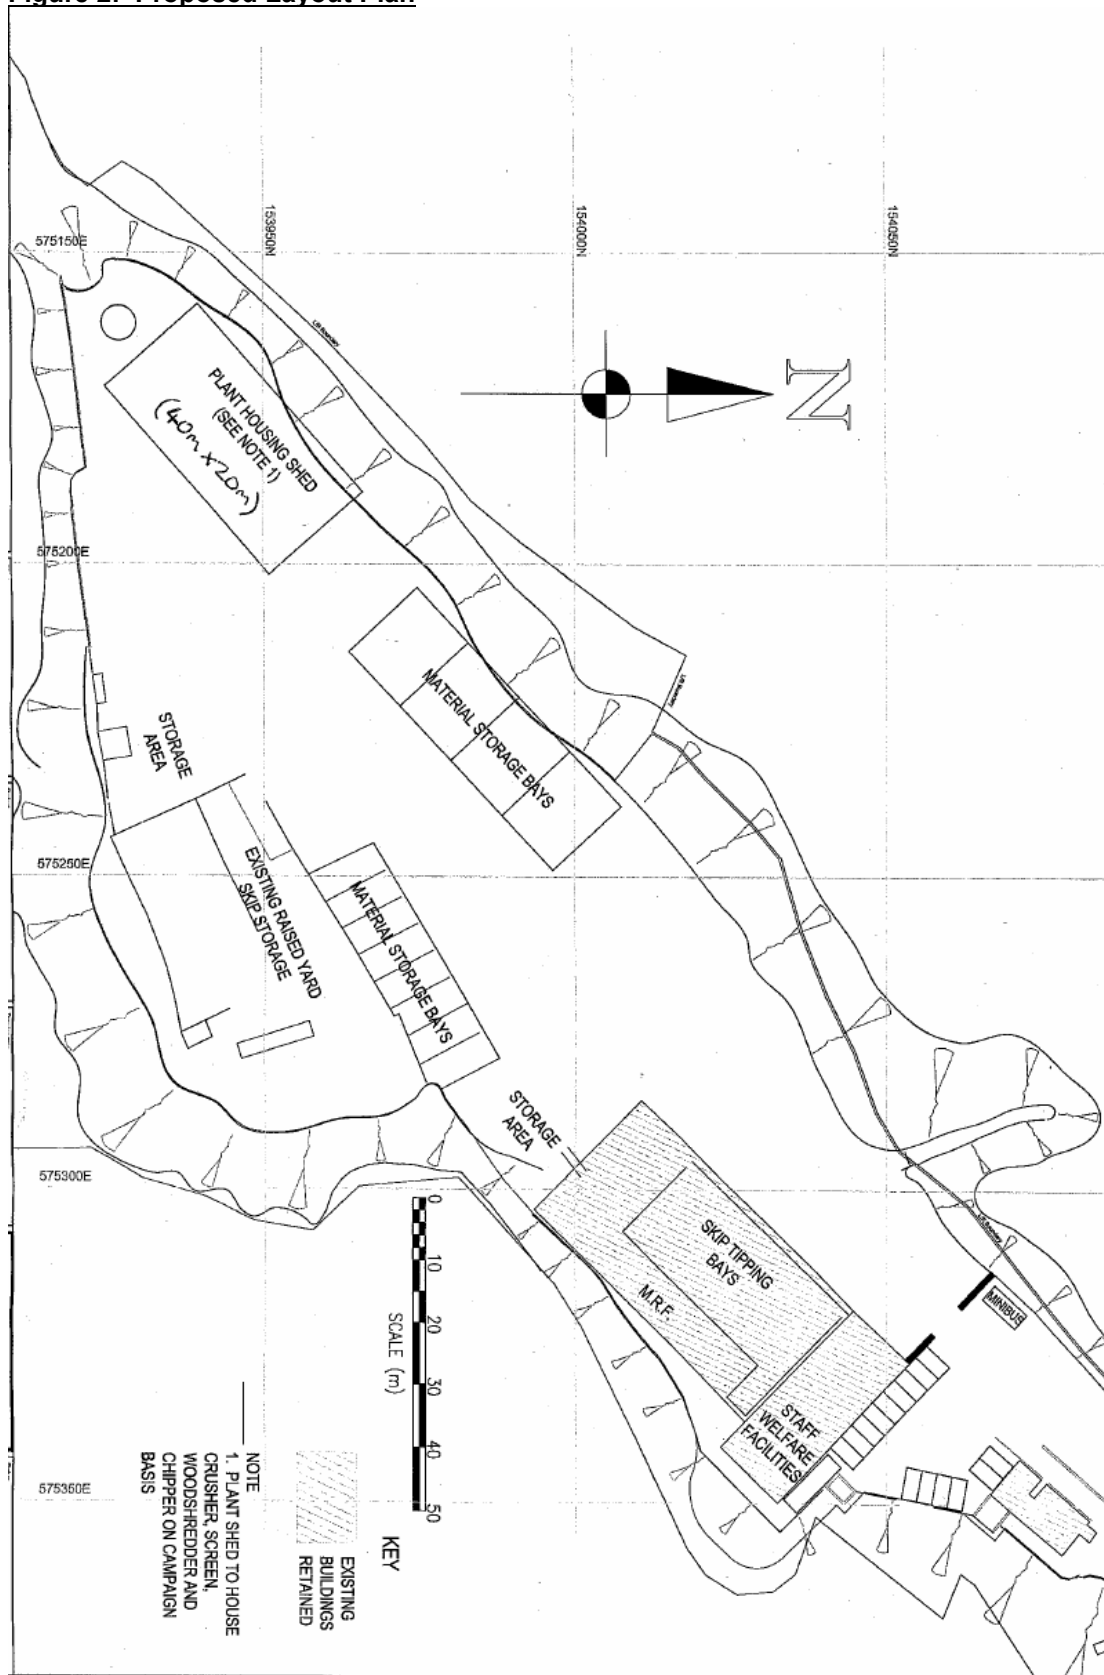 Figure 2: Proposed Layout Plan
153950N
154000N
154050N
575150E
575200E
575250E
575300E
575350E
N
PLANT HOUSING SHED
(SEE NOTE 1)
(40m x 20m)
MATERIAL STORAGE BAYS
STORAGE
AREA
EXISTING RAISED YARD
SKIP STORAGE
MATERIAL STORAGE BAYS
STORAGE
AREA
SKIP TIPPING
BAYS
M.R.F.
STAFF
WELFARE
FACILITIES
MINIBUS
0
10
20
30
40
50
SCALE (m)
KEY
EXISTING
BUILDINGS
RETAINED
NOTE
1. PLANT SHED TO HOUSE
CRUSHER, SCREEN,
WOODSHREDDER AND
CHIPPER ON CAMPAIGN
BASIS